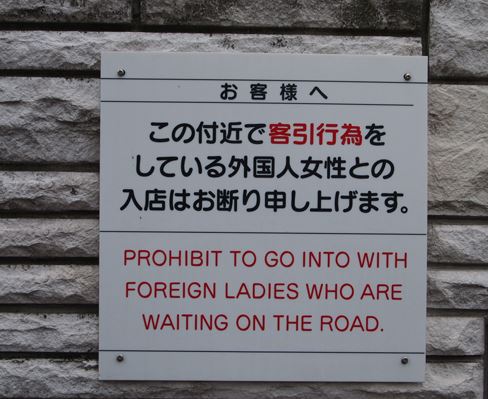 お客様へ
この付近で客引行為を
している外国人女性との
入店はお断り申し上げます。
PROHIBIT TO GO INTO WITH
FOREIGN LADIES WHO ARE
WAITING ON THE ROAD.